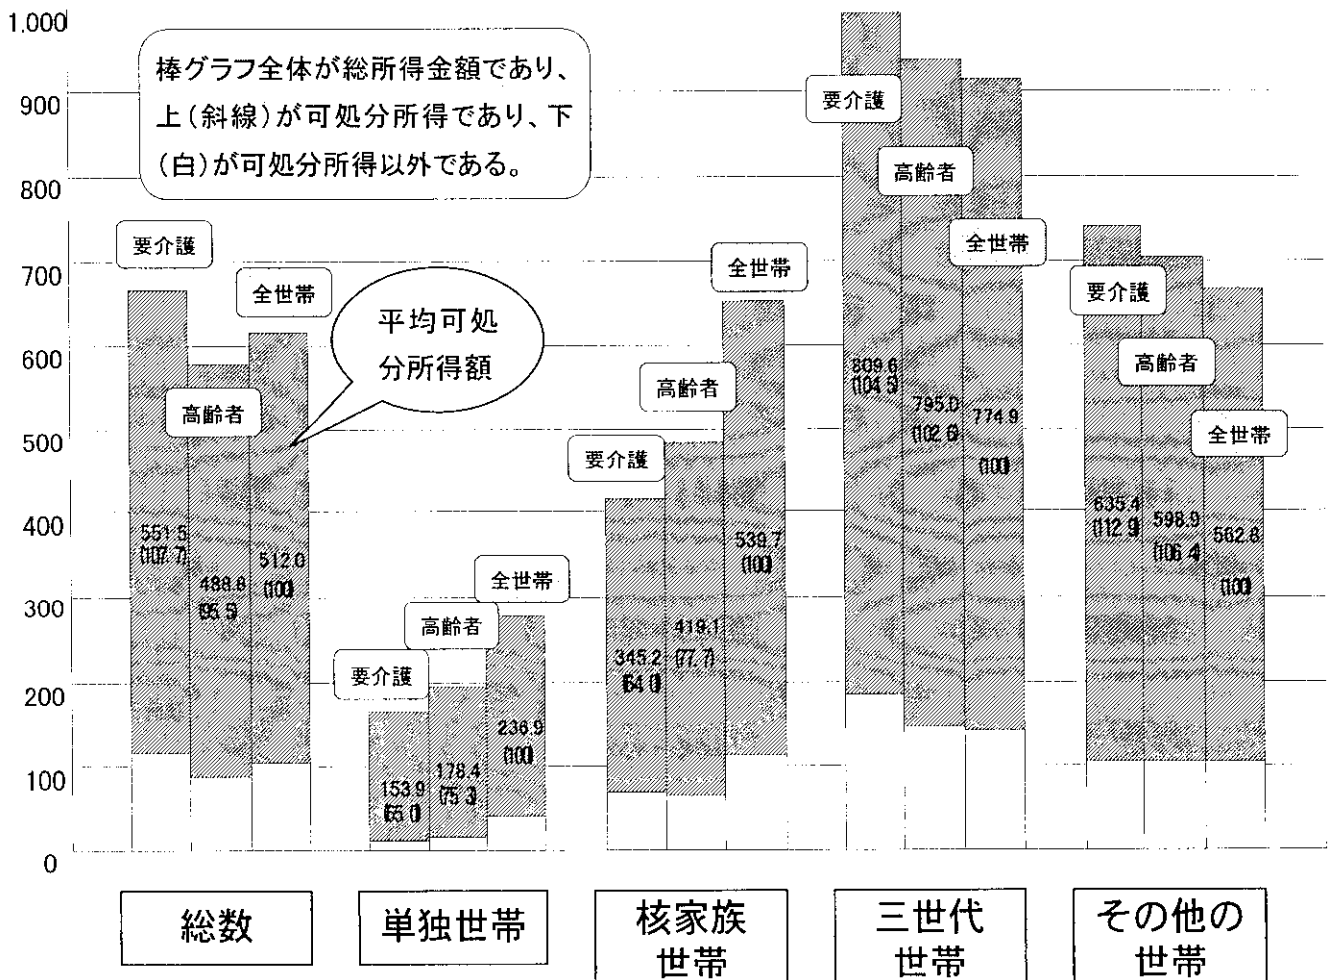 1,000
900
800
700
600
500
400
300
200
100
0
棒グラフ全体が総所得金額であり、
上(斜線)が可処分所得であり、下
(白)が可処分所得以外である。
平均可処
分所得額
要介護
高齢者
全世帯
551.5
(107.7)
488.8
(95.5)
512.0
(100)
総数
要介護
高齢者
全世帯
153.9
(65.0)
178.4
(75.3)
236.9
(100)
単独世帯
要介護
高齢者
全世帯
345.2
(64.0)
419.1
(77.7)
539.7
(100)
核家族
世帯
要介護
高齢者
全世帯
809.6
(104.5)
795.0
(102.6)
774.9
(100)
三世代
世帯
要介護
高齢者
全世帯
635.4
(112.9)
598.9
(106.4)
562.8
(100)
その他の
世帯